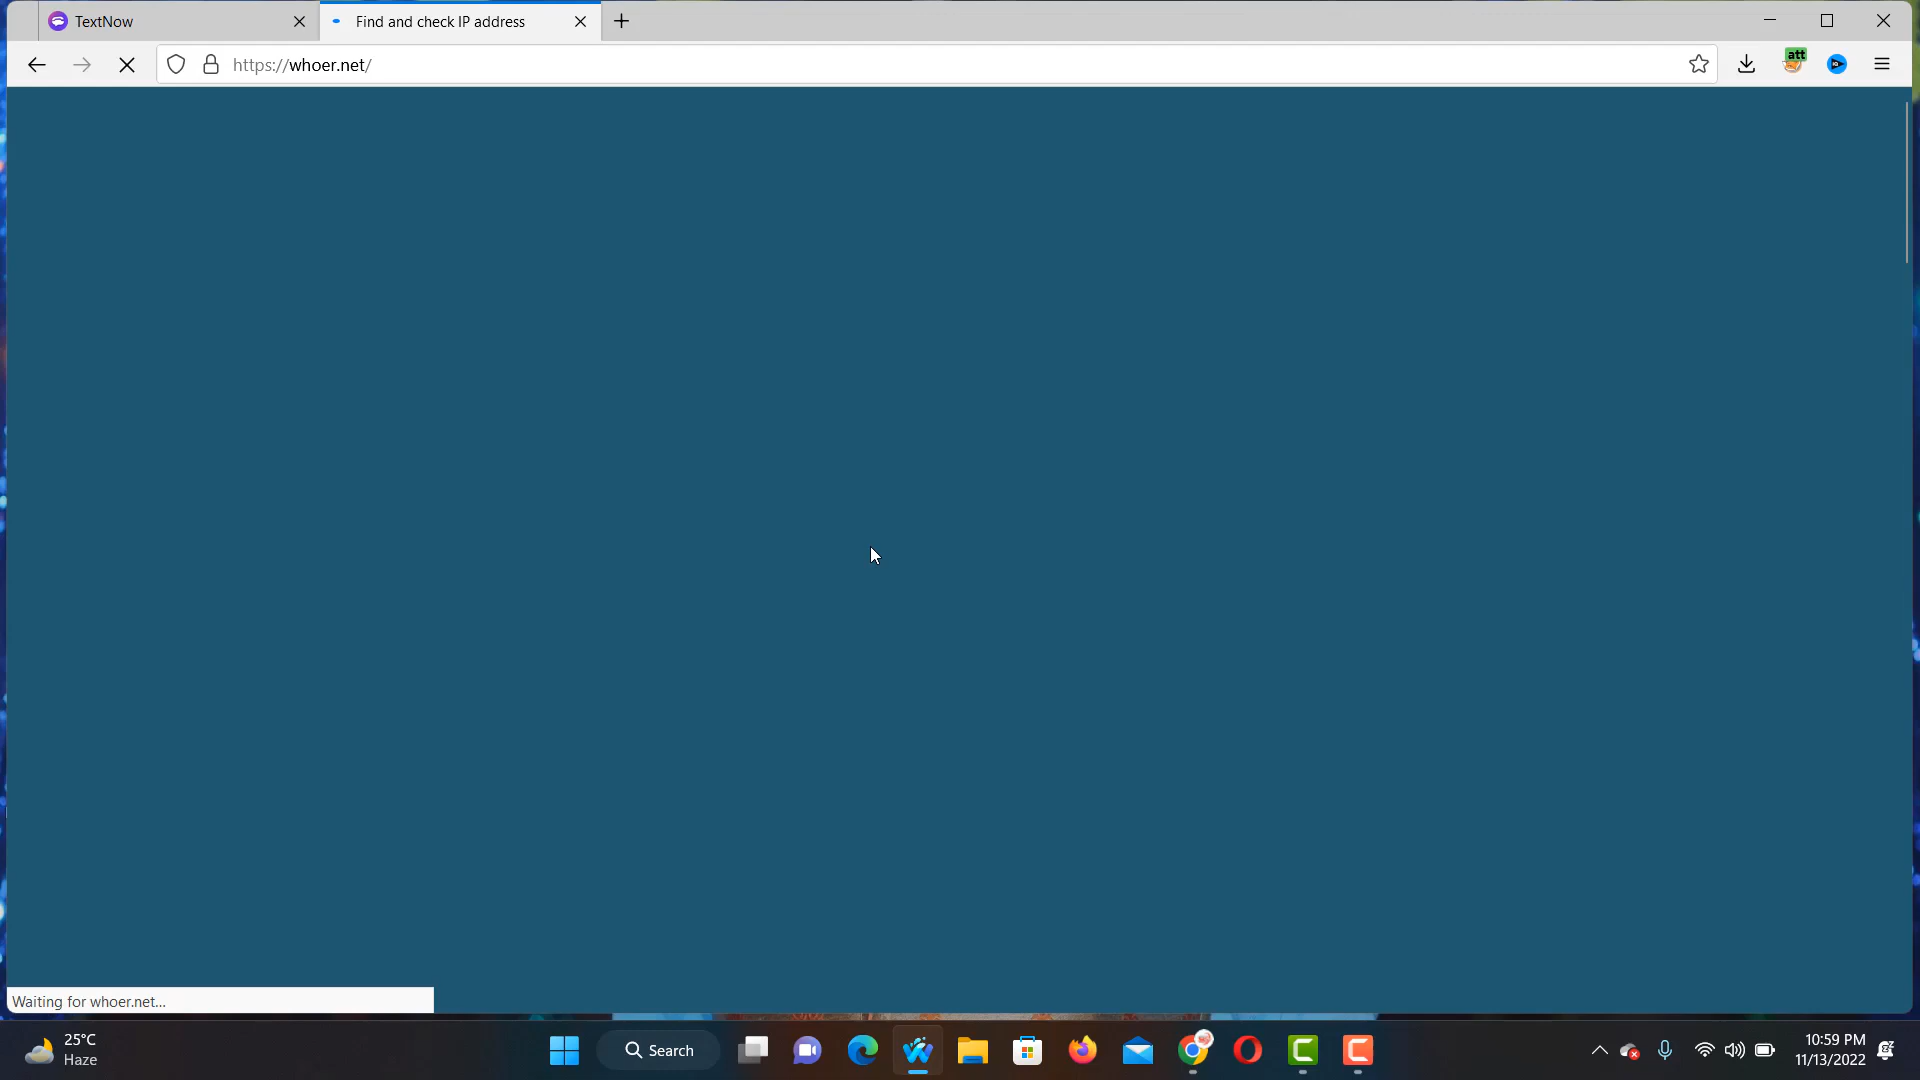 TextNow
Find and check IP address
https://whoer.net/
att
Waiting for whoer.net...
25°C
Haze
Search
10:59 PM
11/13/2022